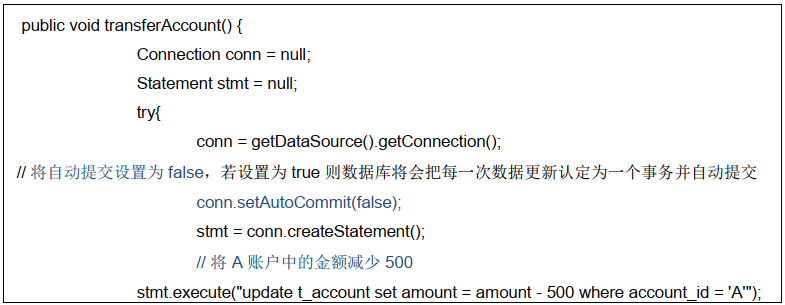 public void transferAccount() {
Connection conn = null;
Statement stmt = null;
try{
conn = getDataSource().getConnection();
// 将自动提交设置为 false，若设置为 true 则数据库将会把每一次数据更新认定为一个事务并自动提交
conn.setAutoCommit(false);
stmt = conn.createStatement();
// 将 A 账户中的金额减少 500
stmt.execute("update t_account set amount = amount - 500 where account_id = 'A'");